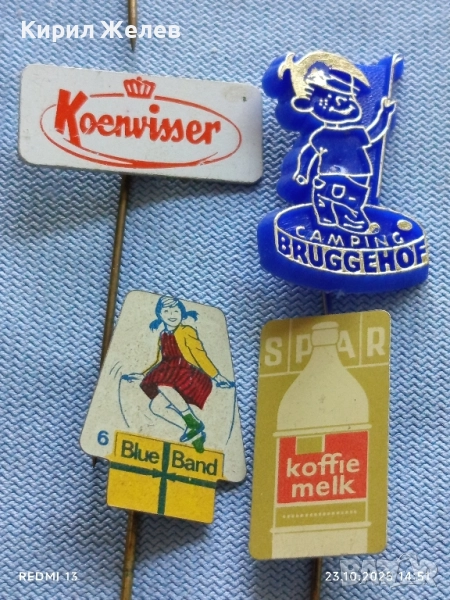 Кирил Желев
Koenvisser
CAMPING
BRUGGEHOF
SPAR
koffie
melk
6 Blue Band
REDMI 13
23.10.2025 14:51